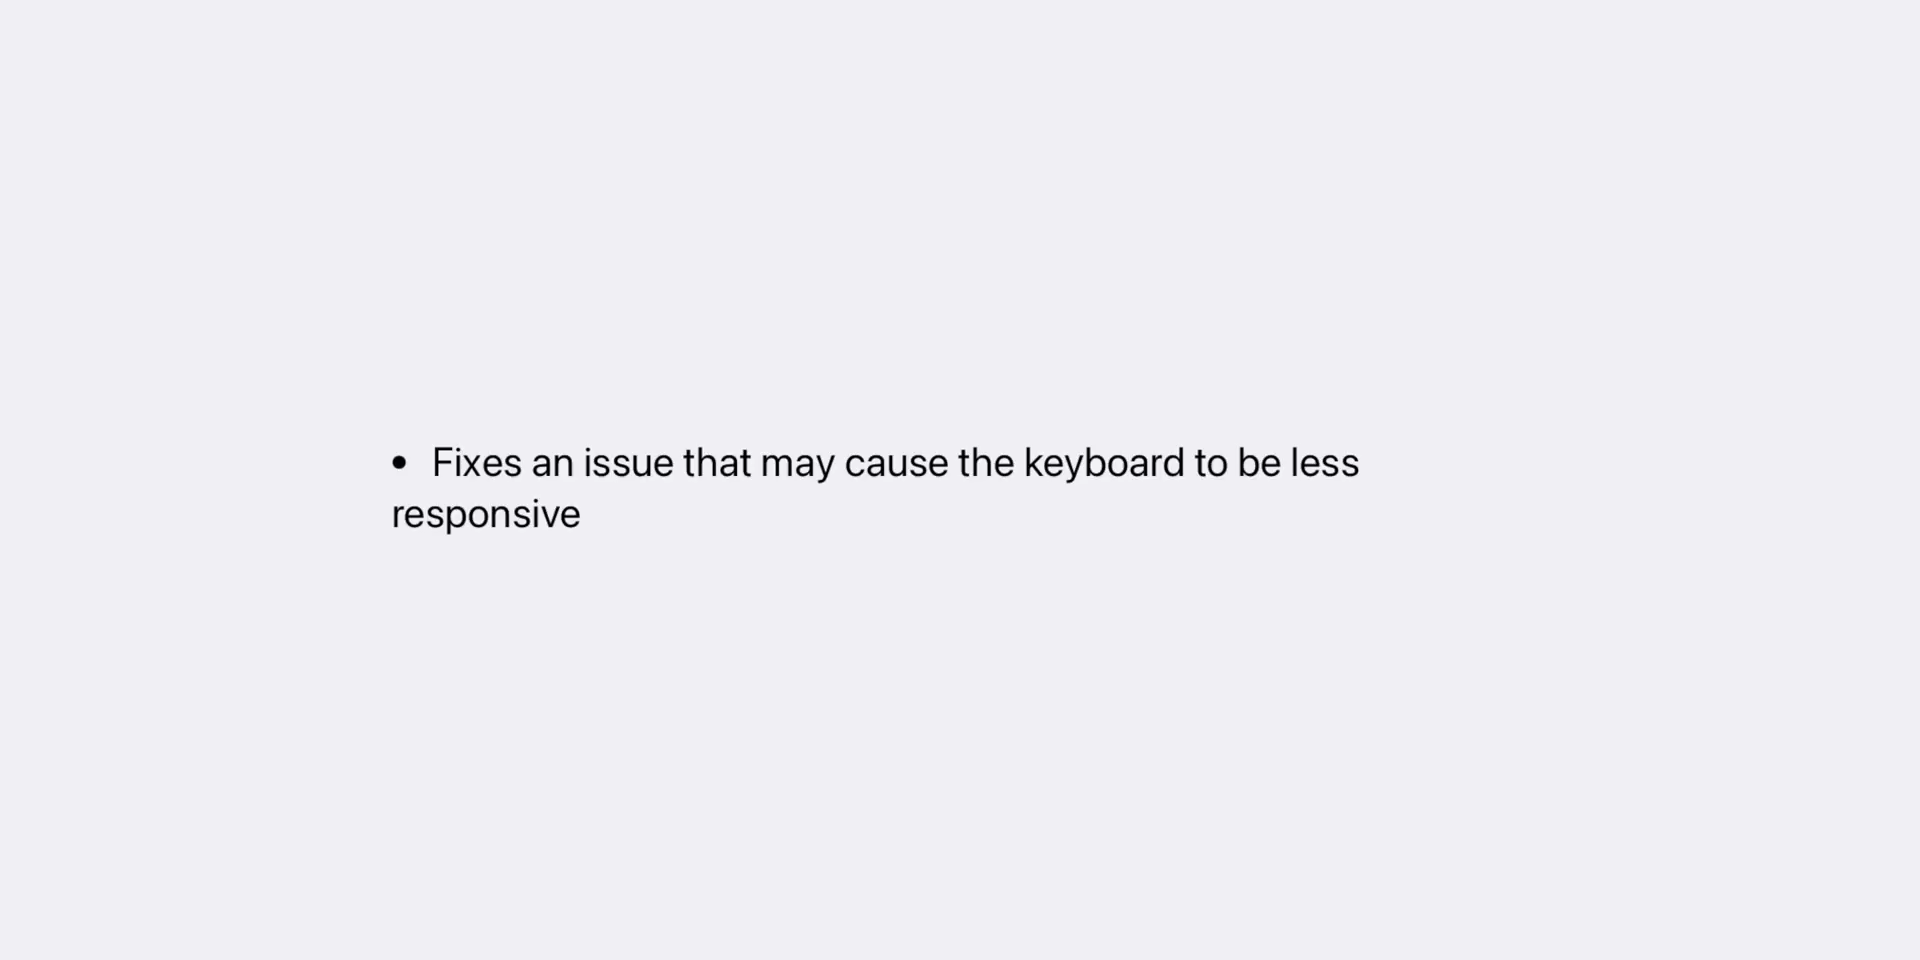 • Fixes an issue that may cause the keyboard to be less
responsive